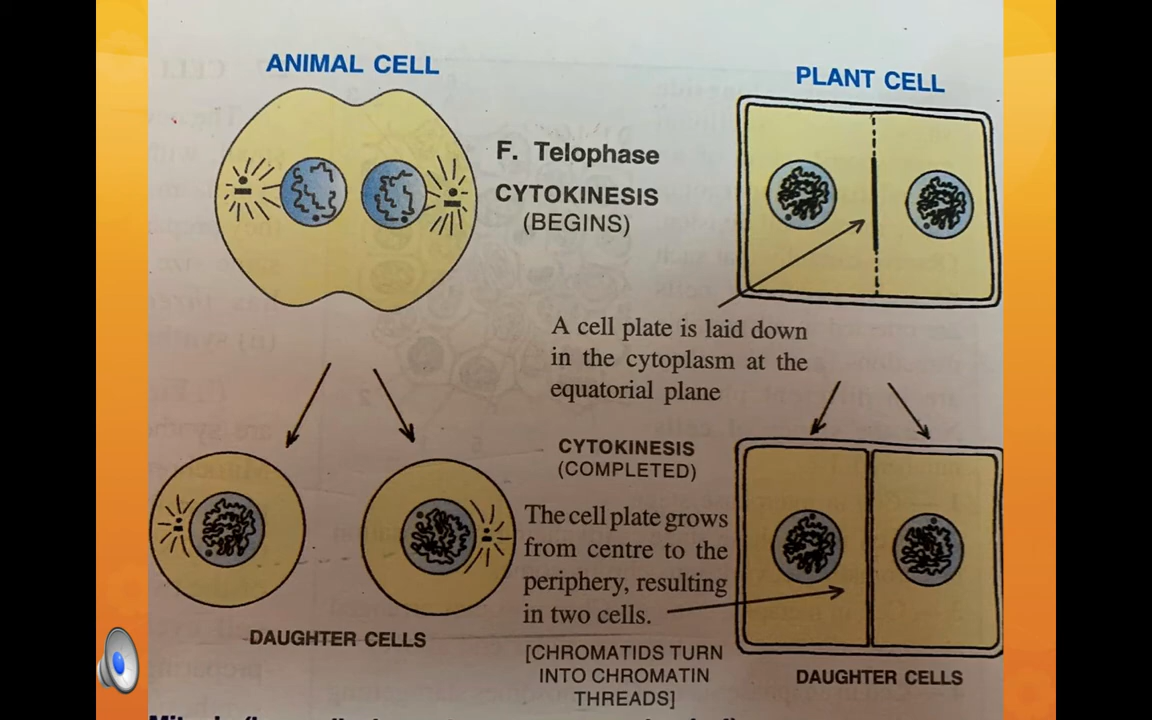 ANIMAL CELL
PLANT CELL
F. Telophase
CYTOKINESIS
(BEGINS)
A cell plate is laid down
in the cytoplasm at the
equatorial plane
CYTOKINESIS
(COMPLETED)
The cell plate grows
from centre to the
periphery, resulting
in two cells.
DAUGHTER CELLS
[CHROMATIDS TURN
INTO CHROMATIN
THREADS]
DAUGHTER CELLS